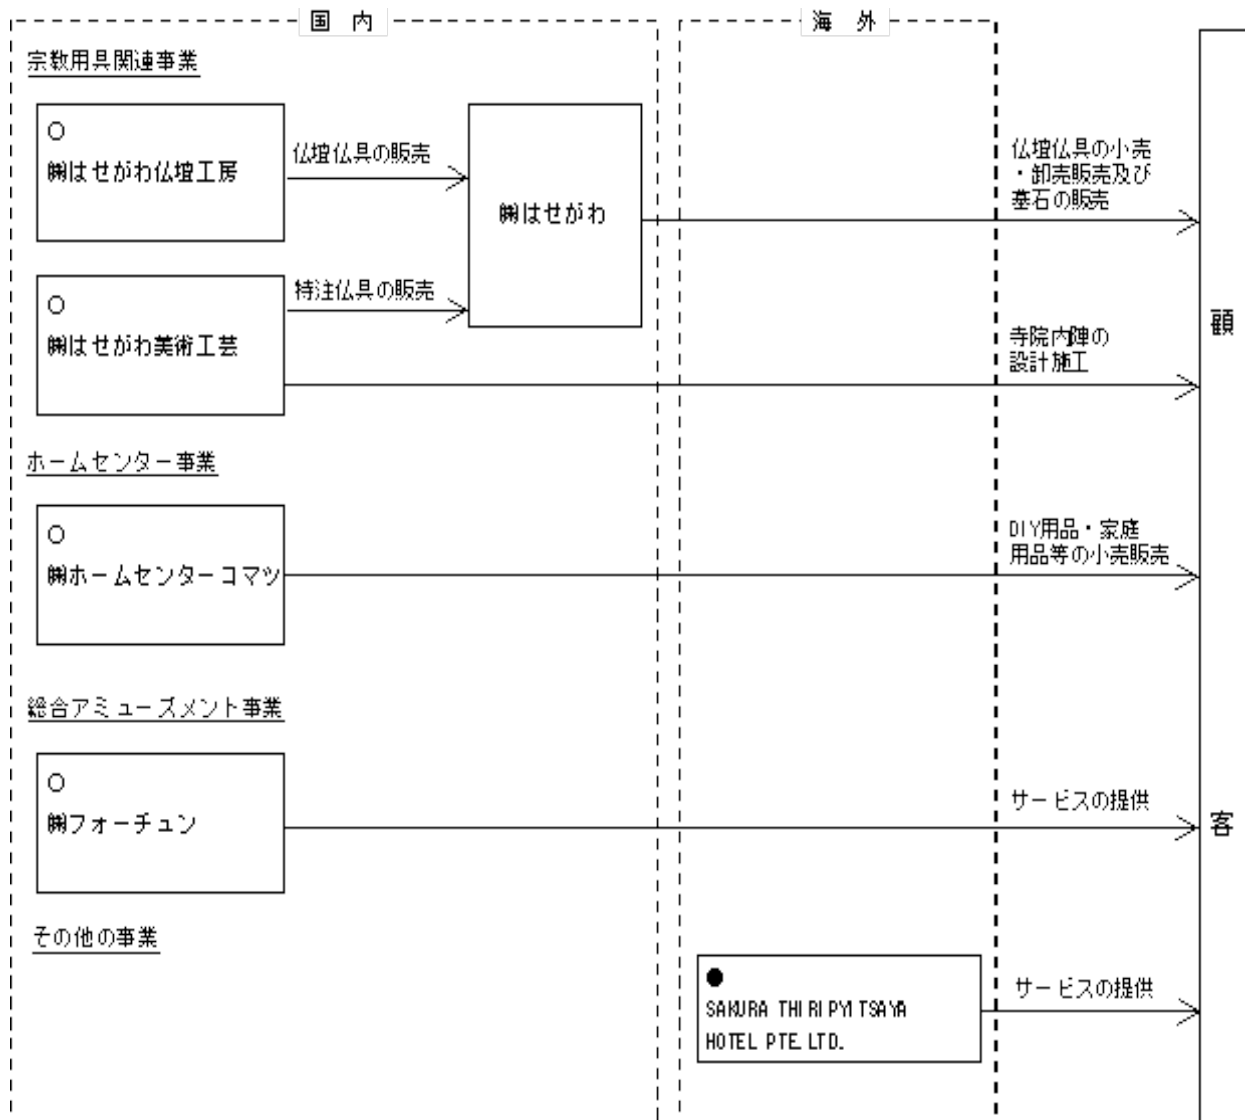 国 内
海 外
宗教用具関連事業
○
㈱はせがわ仏壇工房
仏壇仏具の販売
㈱はせがわ
仏壇仏具の小売
・卸売販売及び
墓石の販売
○
㈱はせがわ美術工芸
特注仏具の販売
寺院内陣の
設計施工
顧
客
ホームセンター事業
○
㈱ホームセンターコマツ
DIY用品・家庭
用品等の小売販売
総合アミューズメント事業
○
㈱フォーチュン
サービスの提供
その他の事業
●
SAKURA THIRIPYITSAYA
HOTEL PTE.LTD.
サービスの提供